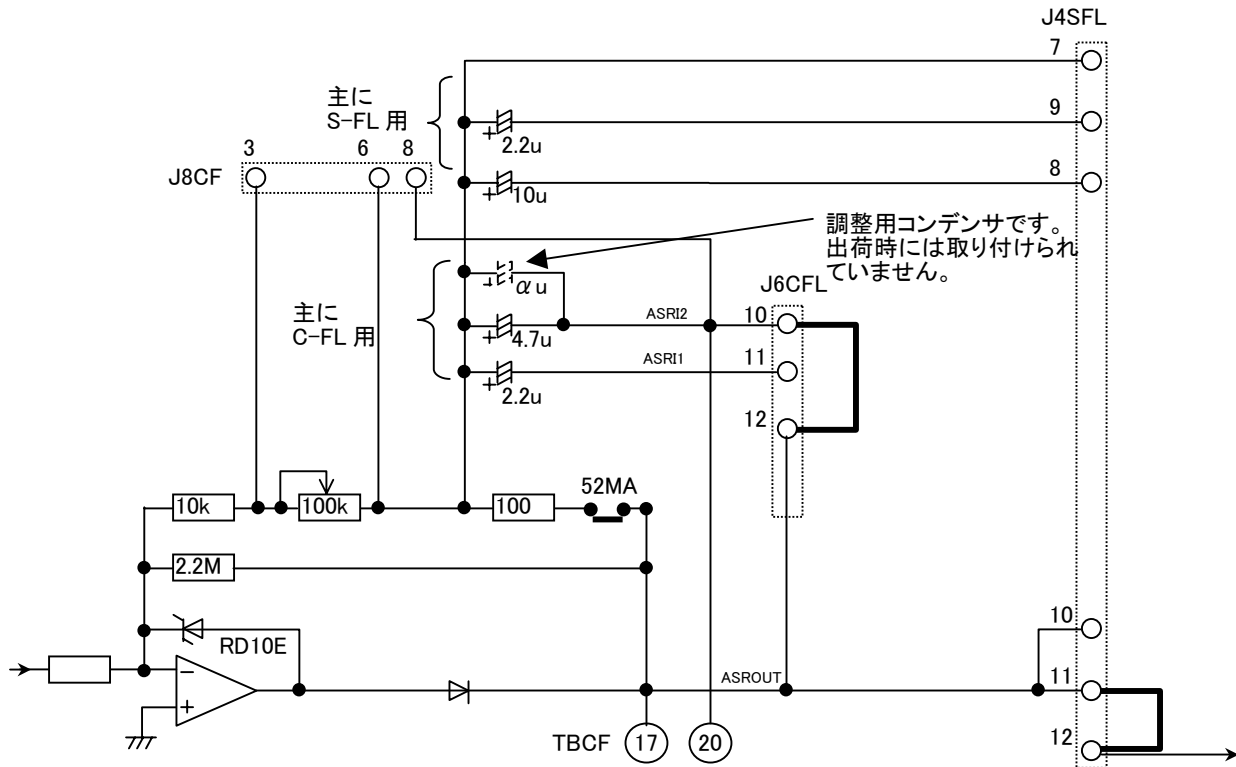 J4SFL
7
主に
S-FL 用
9
+
2.2u
3
6
8
J8CF
8
+
10u
調整用コンデンサです。
出荷時には取り付けられ
ていません。
+
αu
J6CFL
主に
C-FL 用
ASRI2
10
+
4.7u
ASRI1
11
+
2.2u
12
52MA
10k
100k
100
2.2M
10
RD10E
−
+
ASROUT
11
TBCF
17
20
12